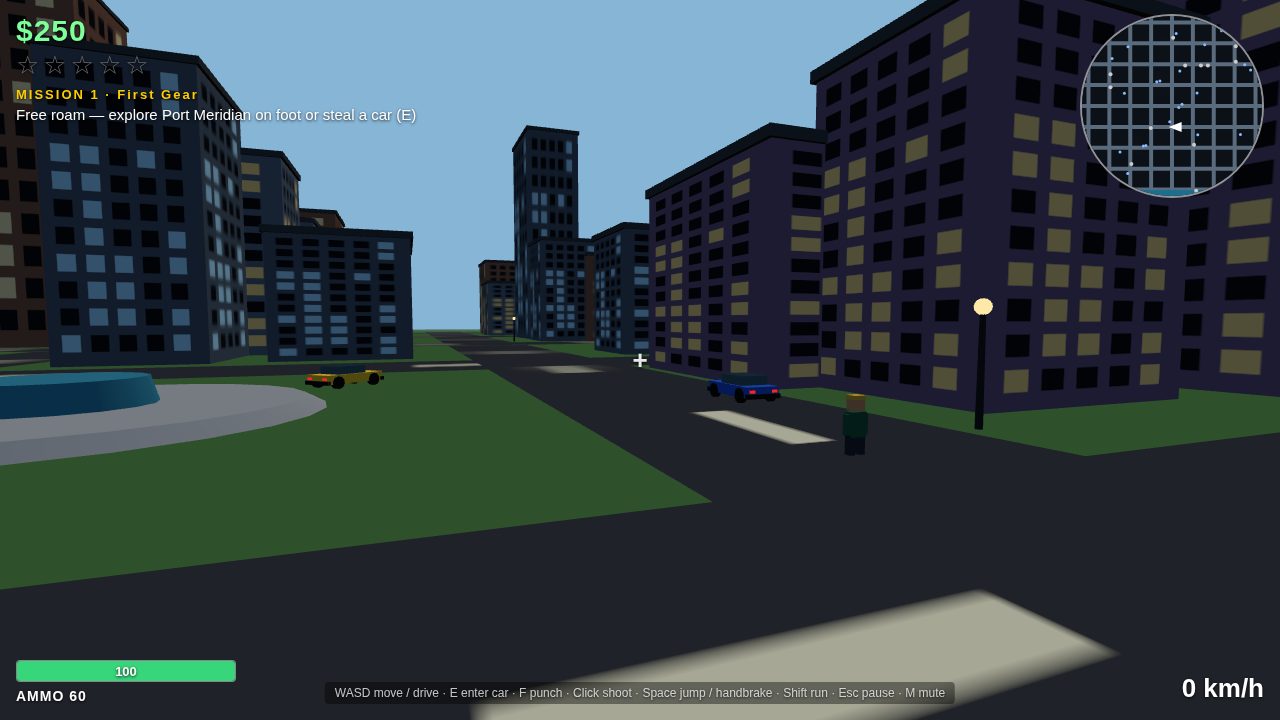 $250
☆ ☆ ☆ ☆ ☆
MISSION 1 · First Gear
Free roam — explore Port Meridian on foot or steal a car (E)
100
AMMO 60
WASD move / drive · E enter car · F punch · Click shoot · Space jump / handbrake · Shift run · Esc pause · M mute
0 km/h